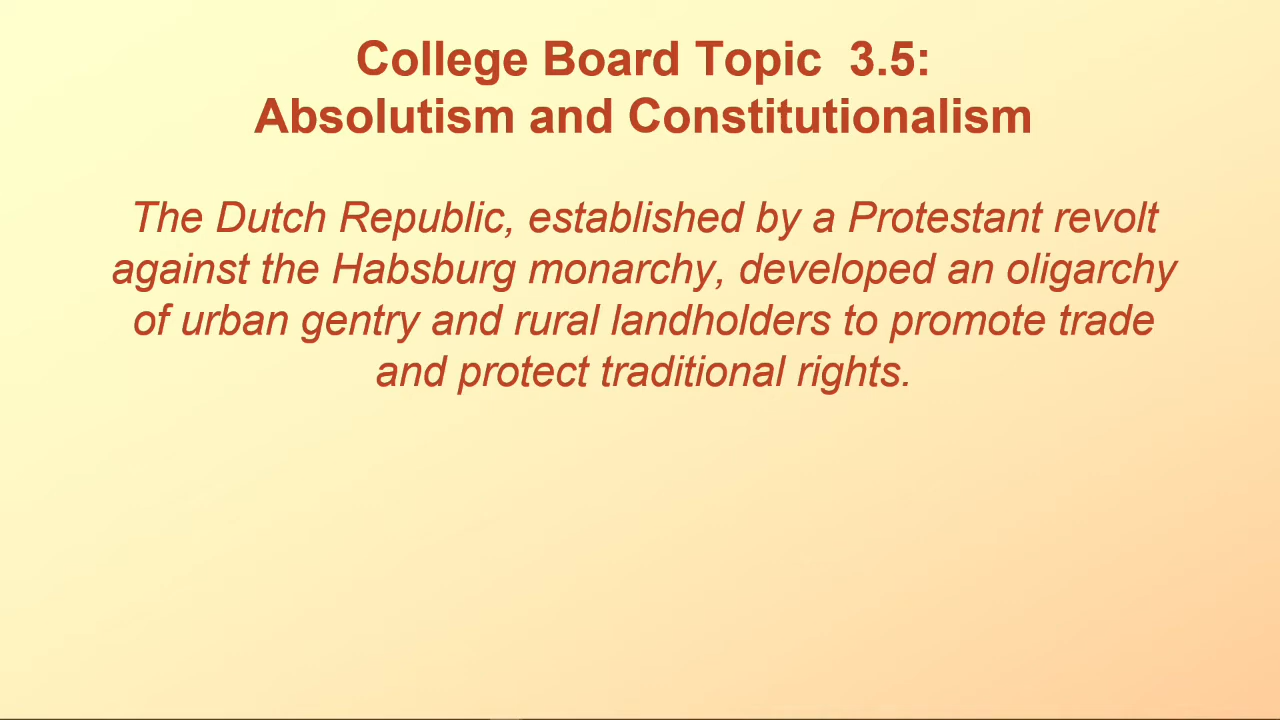 College Board Topic  3.5:
Absolutism and Constitutionalism
The Dutch Republic, established by a Protestant revolt
against the Habsburg monarchy, developed an oligarchy
of urban gentry and rural landholders to promote trade
and protect traditional rights.